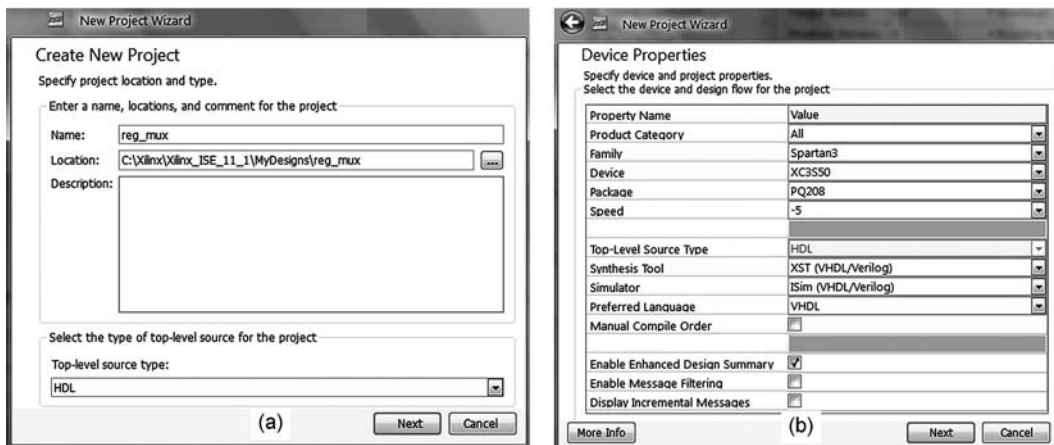 New Project Wizard
Create New Project
Specify project location and type.
Enter a name, locations, and comment for the project
Name: reg_mux
Location: C:\Xilinx\Xilinx_ISE_11_1\MyDesigns\reg_mux
...
Description:
Select the type of top-level source for the project
Top-level source type:
HDL
(a)
Next Cancel
New Project Wizard
Device Properties
Specify device and project properties.
Select the device and design flow for the project
Property Name Value
Product Category All
Family Spartan3
Device XC3S50
Package PQ208
Speed -5
Top-Level Source Type HDL
Synthesis Tool XST (VHDL/Verilog)
Simulator ISim (VHDL/Verilog)
Preferred Language VHDL
Manual Compile Order
Enable Enhanced Design Summary
Enable Message Filtering
Display Incremental Messages
More Info (b) Next Cancel